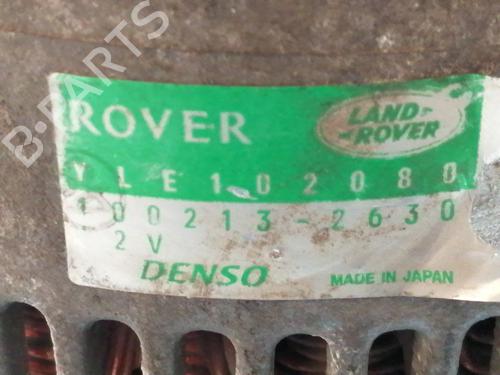 ROVER
LAND-
-ROVER
YLE102080
100213-2630
2V
DENSO
MADE IN JAPAN
B-PARTS